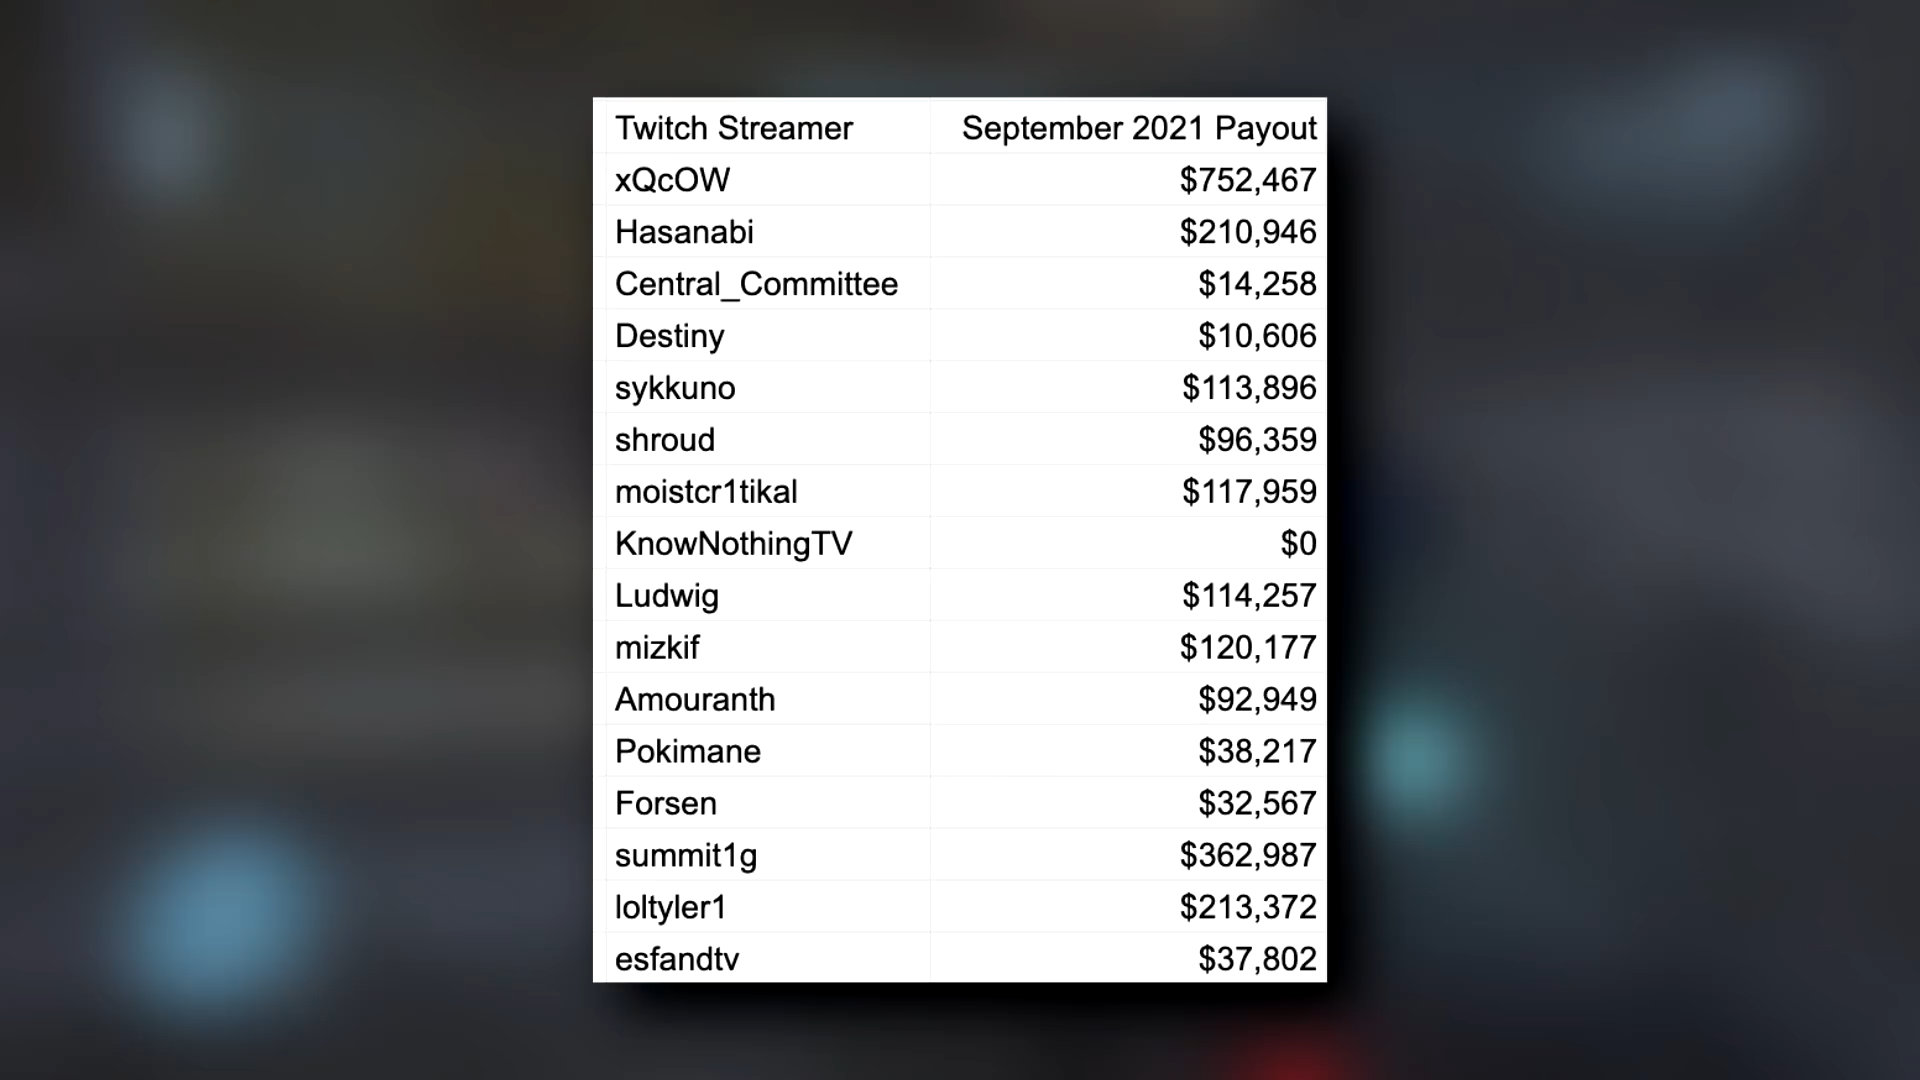 Twitch Streamer September 2021 Payout
xQcOW $752,467
Hasanabi $210,946
Central_Committee $14,258
Destiny $10,606
sykkuno $113,896
shroud $96,359
moistcr1tikal $117,959
KnowNothingTV $0
Ludwig $114,257
mizkif $120,177
Amouranth $92,949
Pokimane $38,217
Forsen $32,567
summit1g $362,987
loltyler1 $213,372
esfandtv $37,802